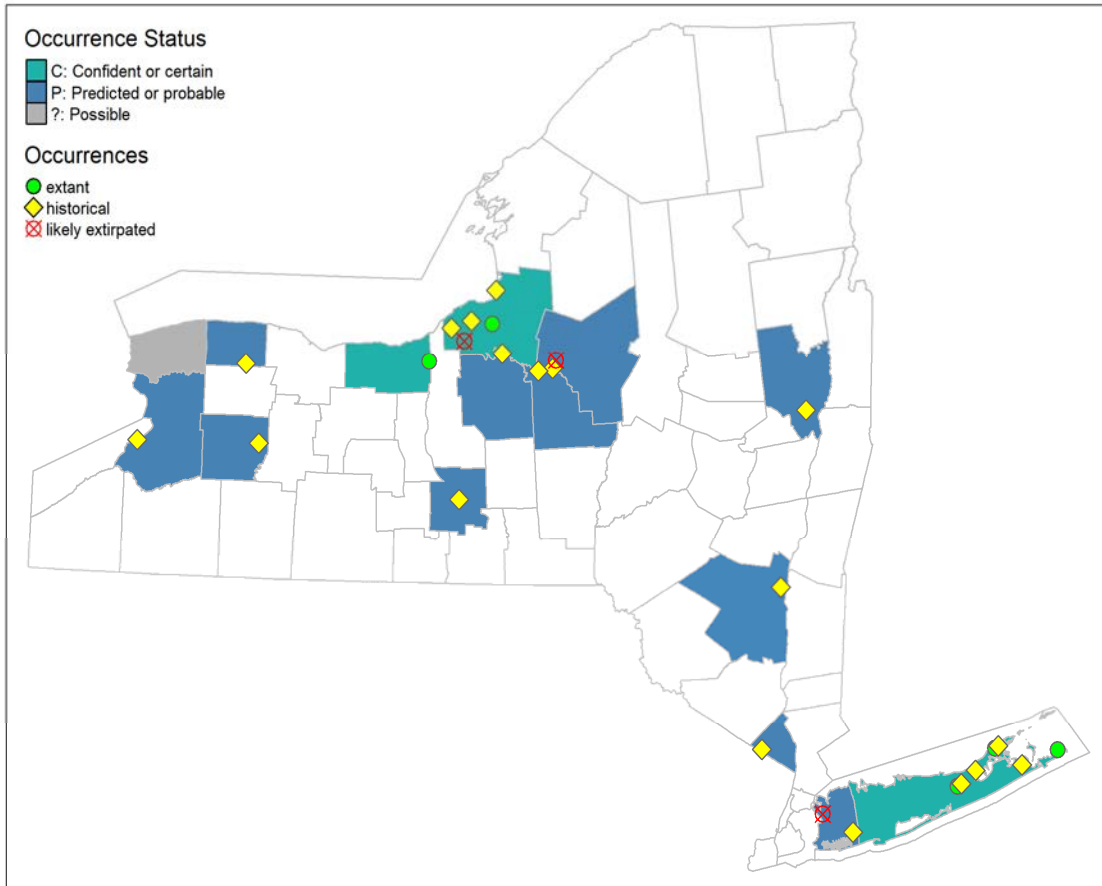 Occurrence Status
C: Confident or certain
P: Predicted or probable
?: Possible
Occurrences
extant
historical
likely extirpated